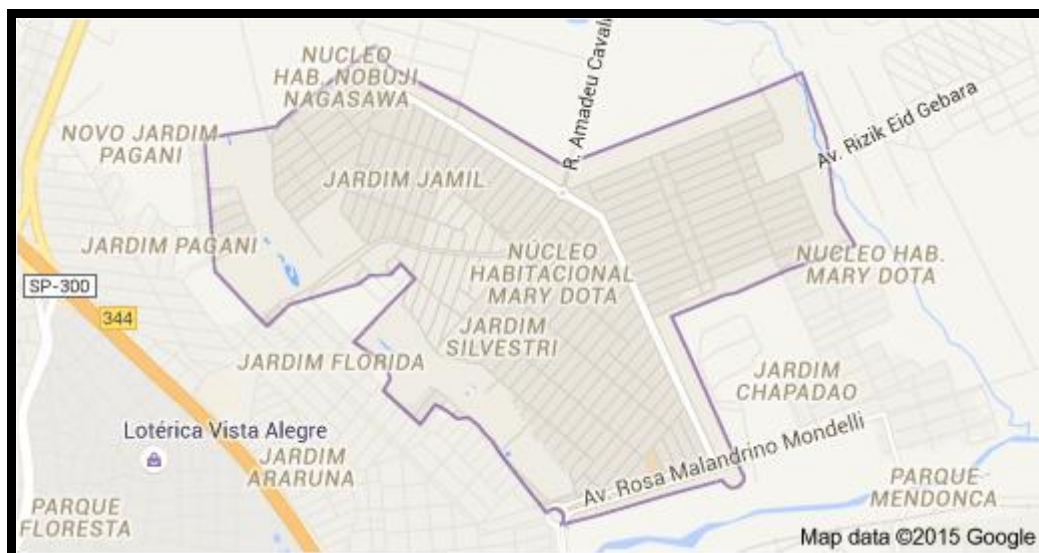 NUCLEO
HAB. NOBUJI
NAGASAWA
R. Amadeu Cavali
NOVO JARDIM
PAGANI
Av. Rizik Eid Gebara
JARDIM JAMIL
JARDIM PAGANI
NÚCLEO
HABITACIONAL
MARY DOTA
NUCLEO HAB.
MARY DOTA
SP-300
344
JARDIM
SILVESTRI
JARDIM FLORIDA
JARDIM
CHAPADAO
Lotérica Vista Alegre
JARDIM
ARARUNA
Av. Rosa Malandrino Mondelli
PARQUE
MENDONCA
PARQUE
FLORESTA
Map data ©2015 Google